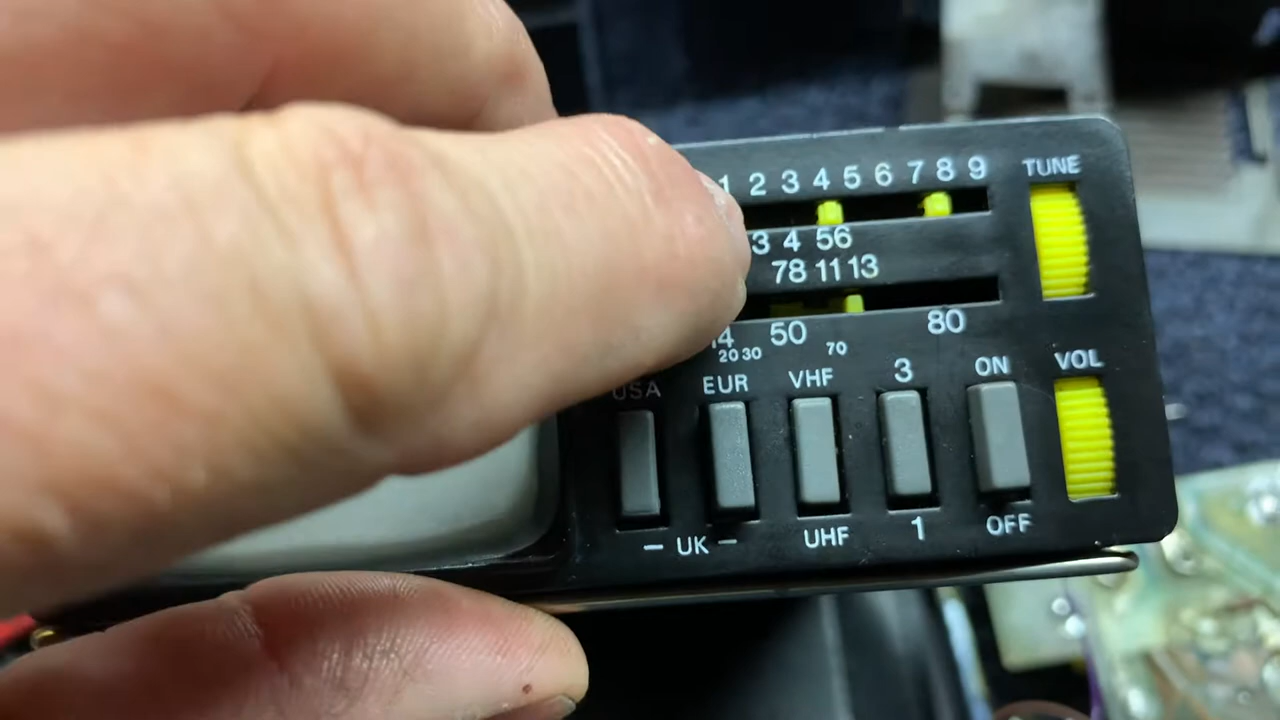 1 2 3 4 5 6 7 8 9 TUNE
3 4 56
78 11 13
14 50 80
20 30 70
USA EUR VHF 3 ON VOL
– UK – UHF 1 OFF